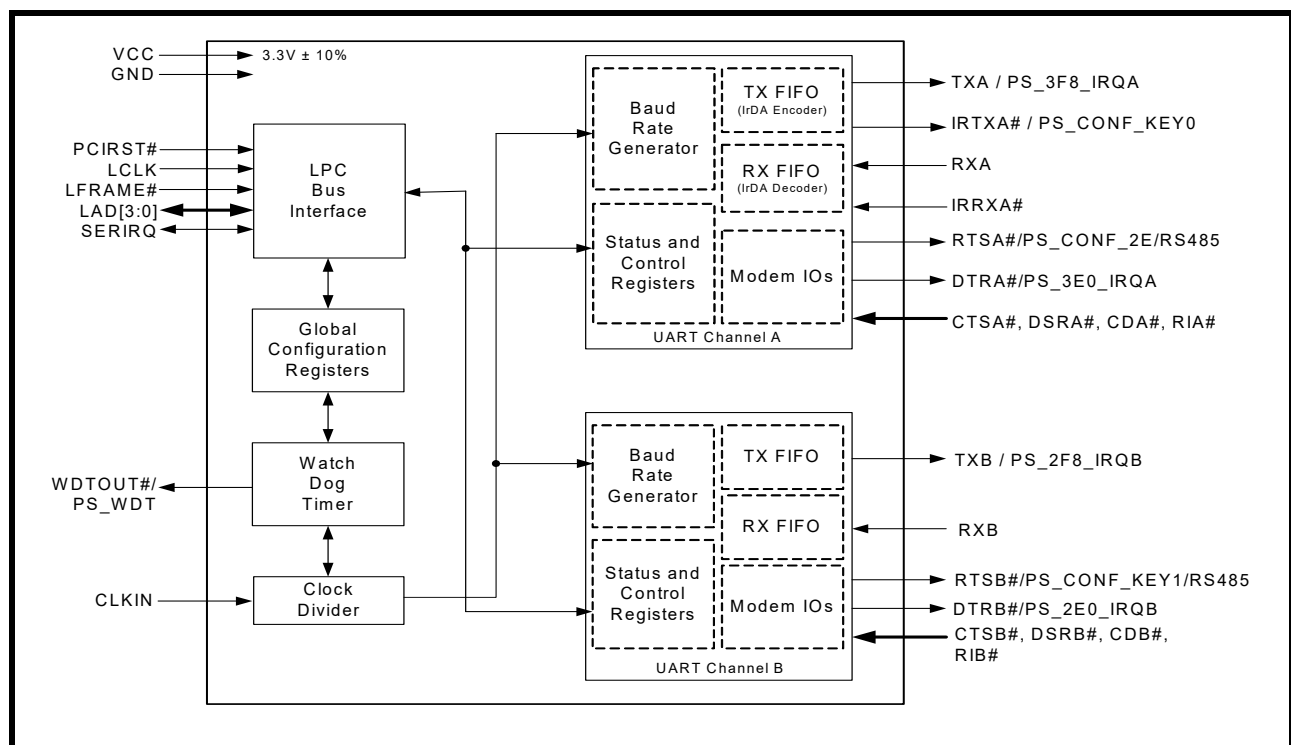 VCC
GND
3.3V ± 10%
PCIRST#
LCLK
LFRAME#
LAD[3:0]
SERIRQ
LPC
Bus
Interface
Global
Configuration
Registers
WDTOUT#/
PS_WDT
Watch
Dog
Timer
CLKIN
Clock
Divider
Baud
Rate
Generator
TX FIFO
(IrDA Encoder)
RX FIFO
(IrDA Decoder)
Status and
Control
Registers
Modem IOs
UART Channel A
TXA / PS_3F8_IRQA
IRTXA# / PS_CONF_KEY0
RXA
IRRXA#
RTSA#/PS_CONF_2E/RS485
DTRA#/PS_3E0_IRQA
CTSA#, DSRA#, CDA#, RIA#
Baud
Rate
Generator
TX FIFO
RX FIFO
Status and
Control
Registers
Modem IOs
UART Channel B
TXB / PS_2F8_IRQB
RXB
RTSB#/PS_CONF_KEY1/RS485
DTRB#/PS_2E0_IRQB
CTSB#, DSRB#, CDB#,
RIB#